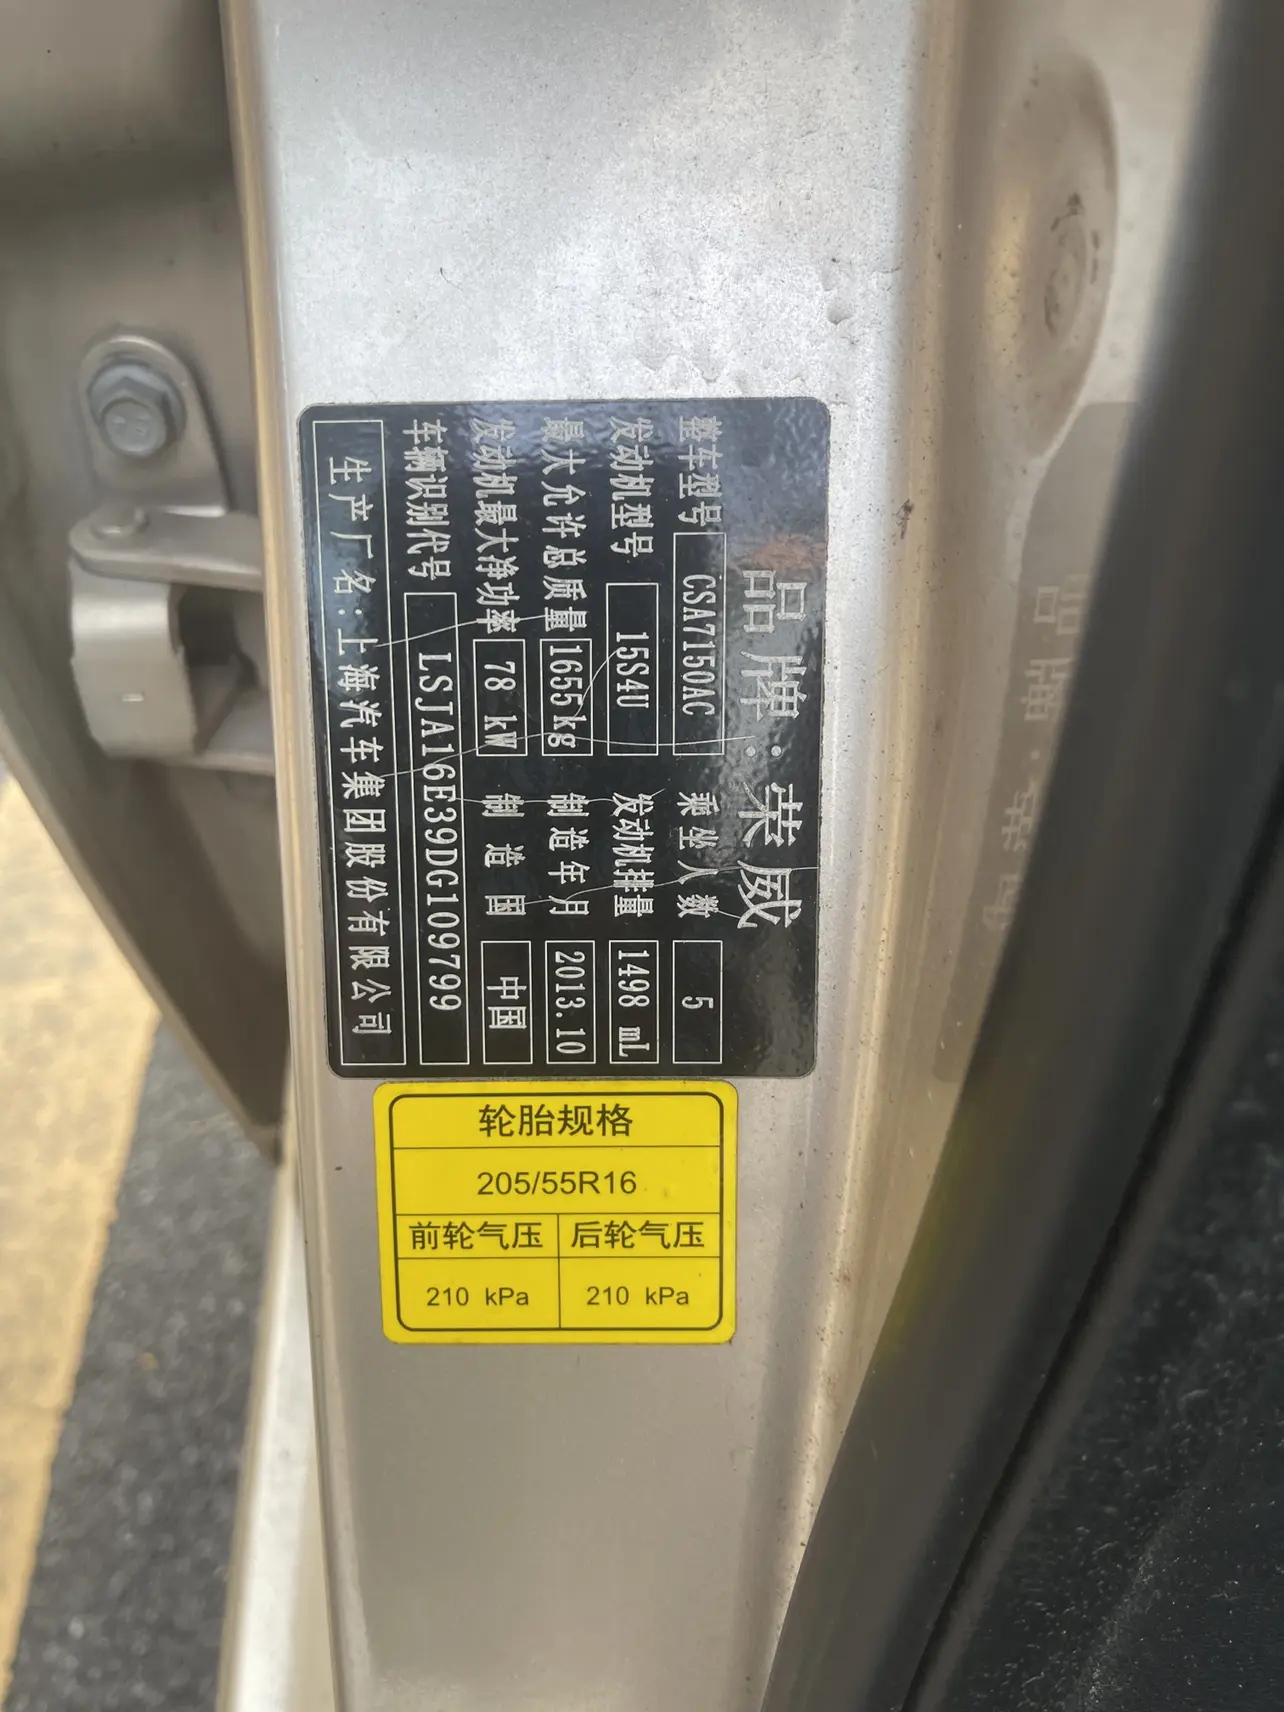 品牌：荣威
整车型号 CSA7150AC 乘坐人数 5
发动机型号 15S4U 发动机排量 1498 mL
最大允许总质量 1655kg 制造年月 2013.10
发动机最大净功率 78 kW 制造国 中国
车辆识别代号 LSJA16E39DG109799
生产厂名：上海汽车集团股份有限公司
轮胎规格
205/55R16
前轮气压 后轮气压
210 kPa 210 kPa